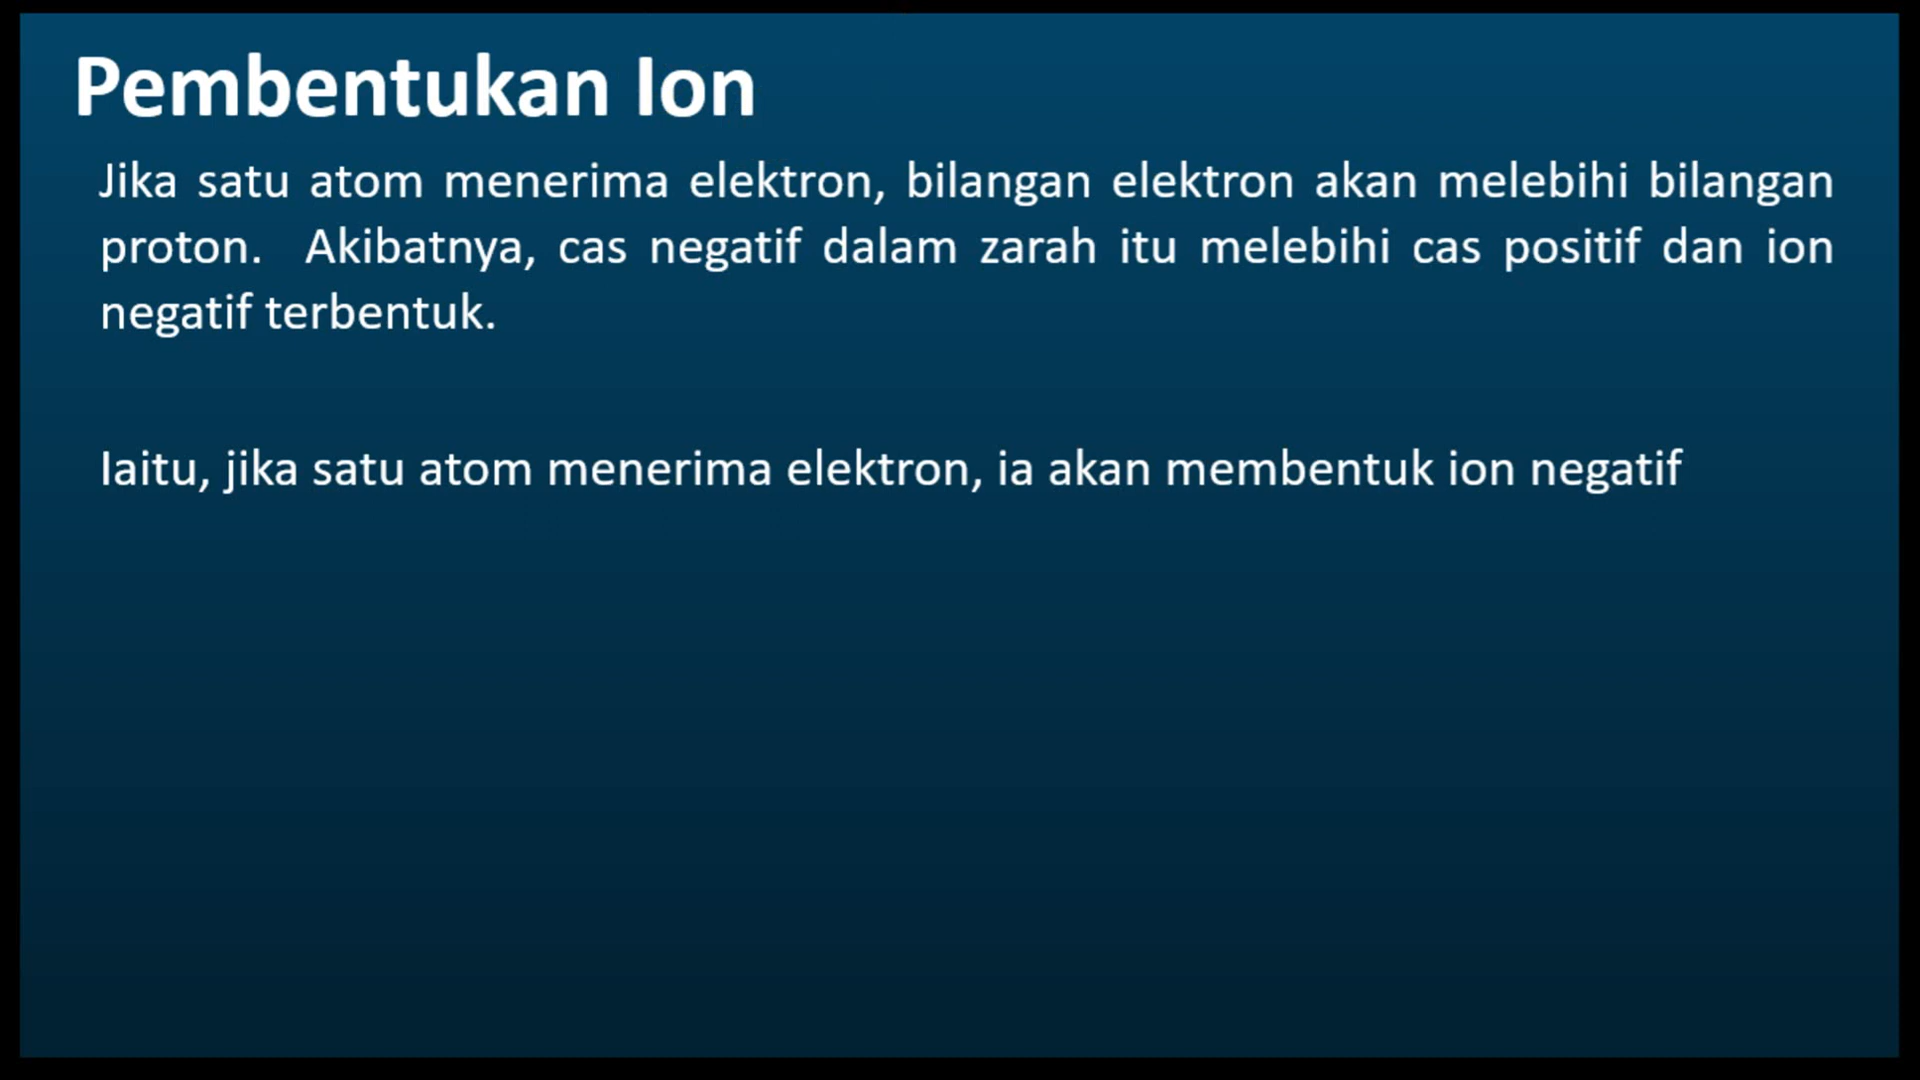 Pembentukan Ion
Jika satu atom menerima elektron, bilangan elektron akan melebihi bilangan
proton. Akibatnya, cas negatif dalam zarah itu melebihi cas positif dan ion
negatif terbentuk.
Iaitu, jika satu atom menerima elektron, ia akan membentuk ion negatif